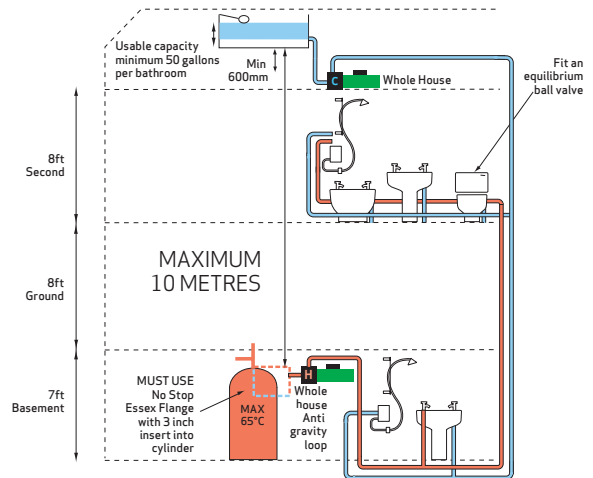 Usable capacity
minimum 50 gallons
per bathroom
Min
600mm
C
Whole House
Fit an
equilibrium
ball valve
8ft
Second
8ft
Ground
MAXIMUM
10 METRES
7ft
Basement
MUST USE
No Stop
Essex Flange
with 3 inch
insert into
cylinder
MAX
65°C
H
Whole
house
Anti
gravity
loop